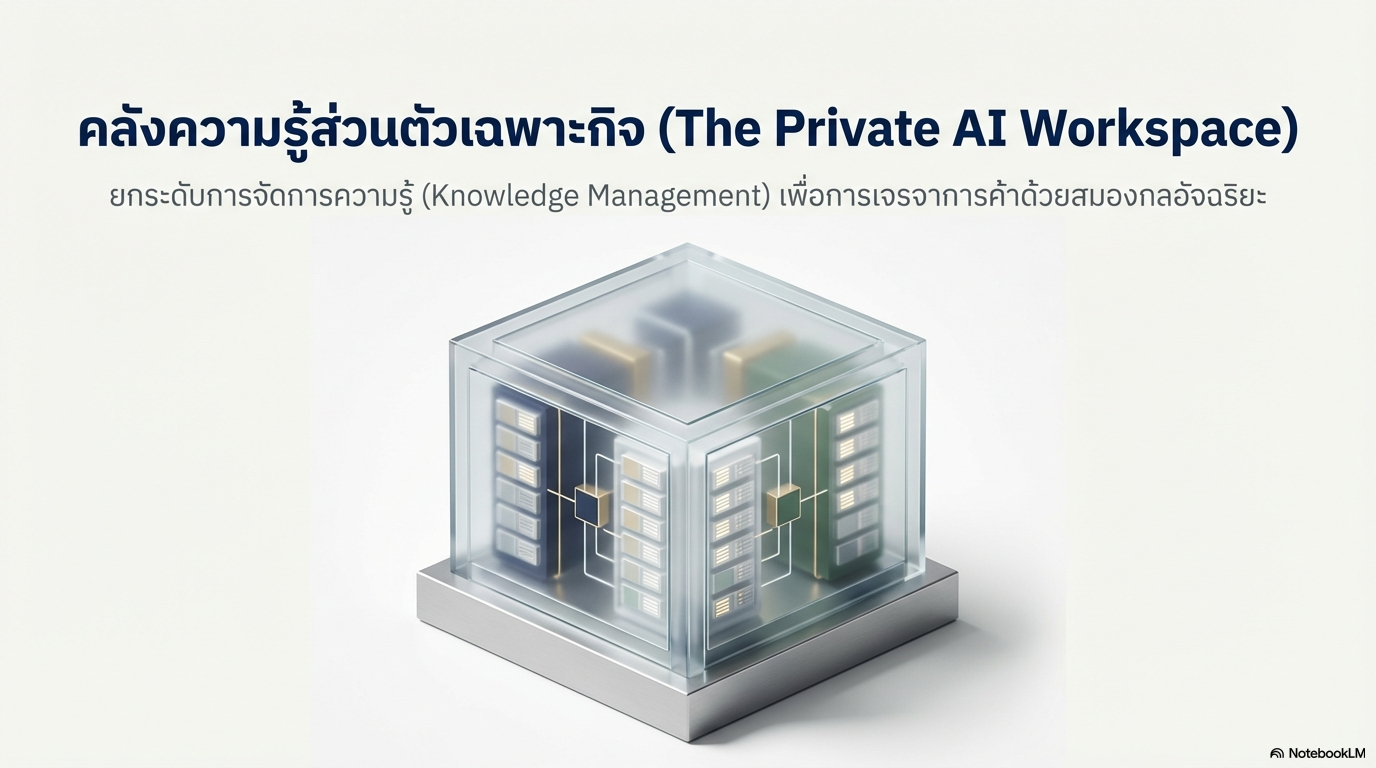 คลังความรู้ส่วนตัวเฉพาะกิจ (The Private AI Workspace)
ยกระดับการจัดการความรู้ (Knowledge Management) เพื่อการเจรจาการค้าด้วยสมองกลอัจฉริยะ
NotebookLM